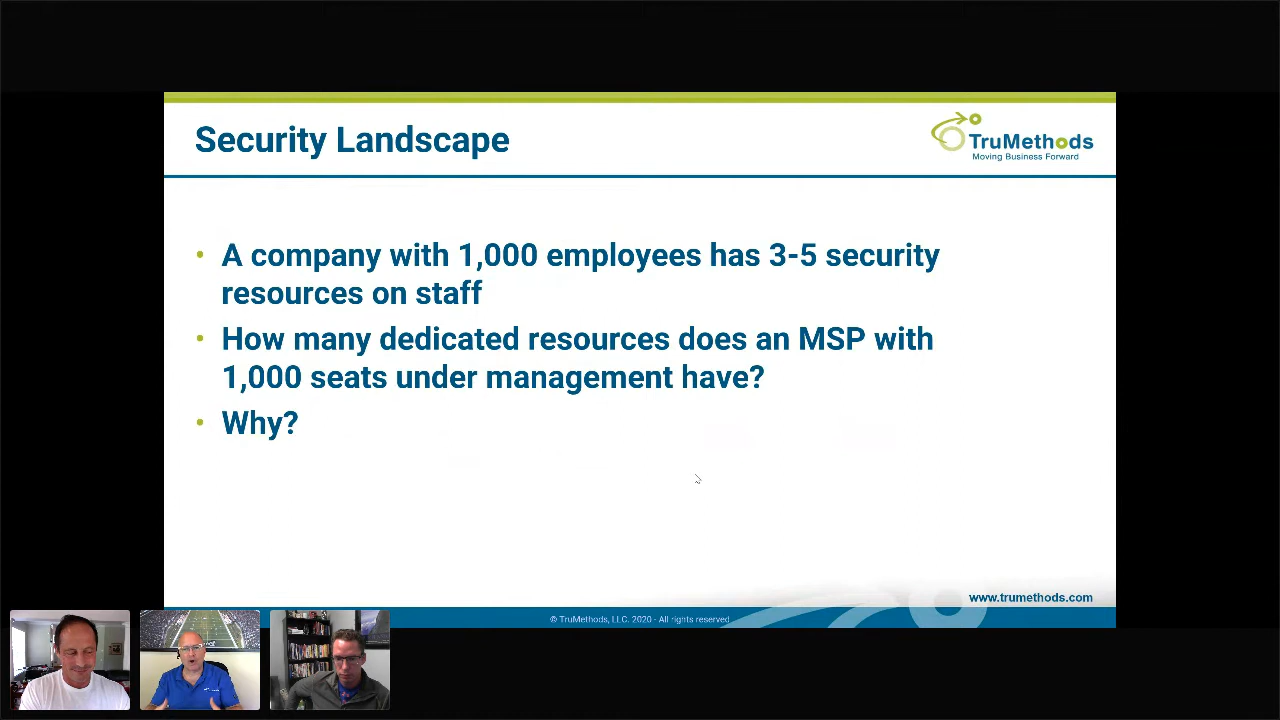 Security Landscape
TruMethods
Moving Business Forward
• A company with 1,000 employees has 3-5 security
resources on staff
• How many dedicated resources does an MSP with
1,000 seats under management have?
• Why?
www.trumethods.com
© TruMethods, LLC. 2020 - All rights reserved